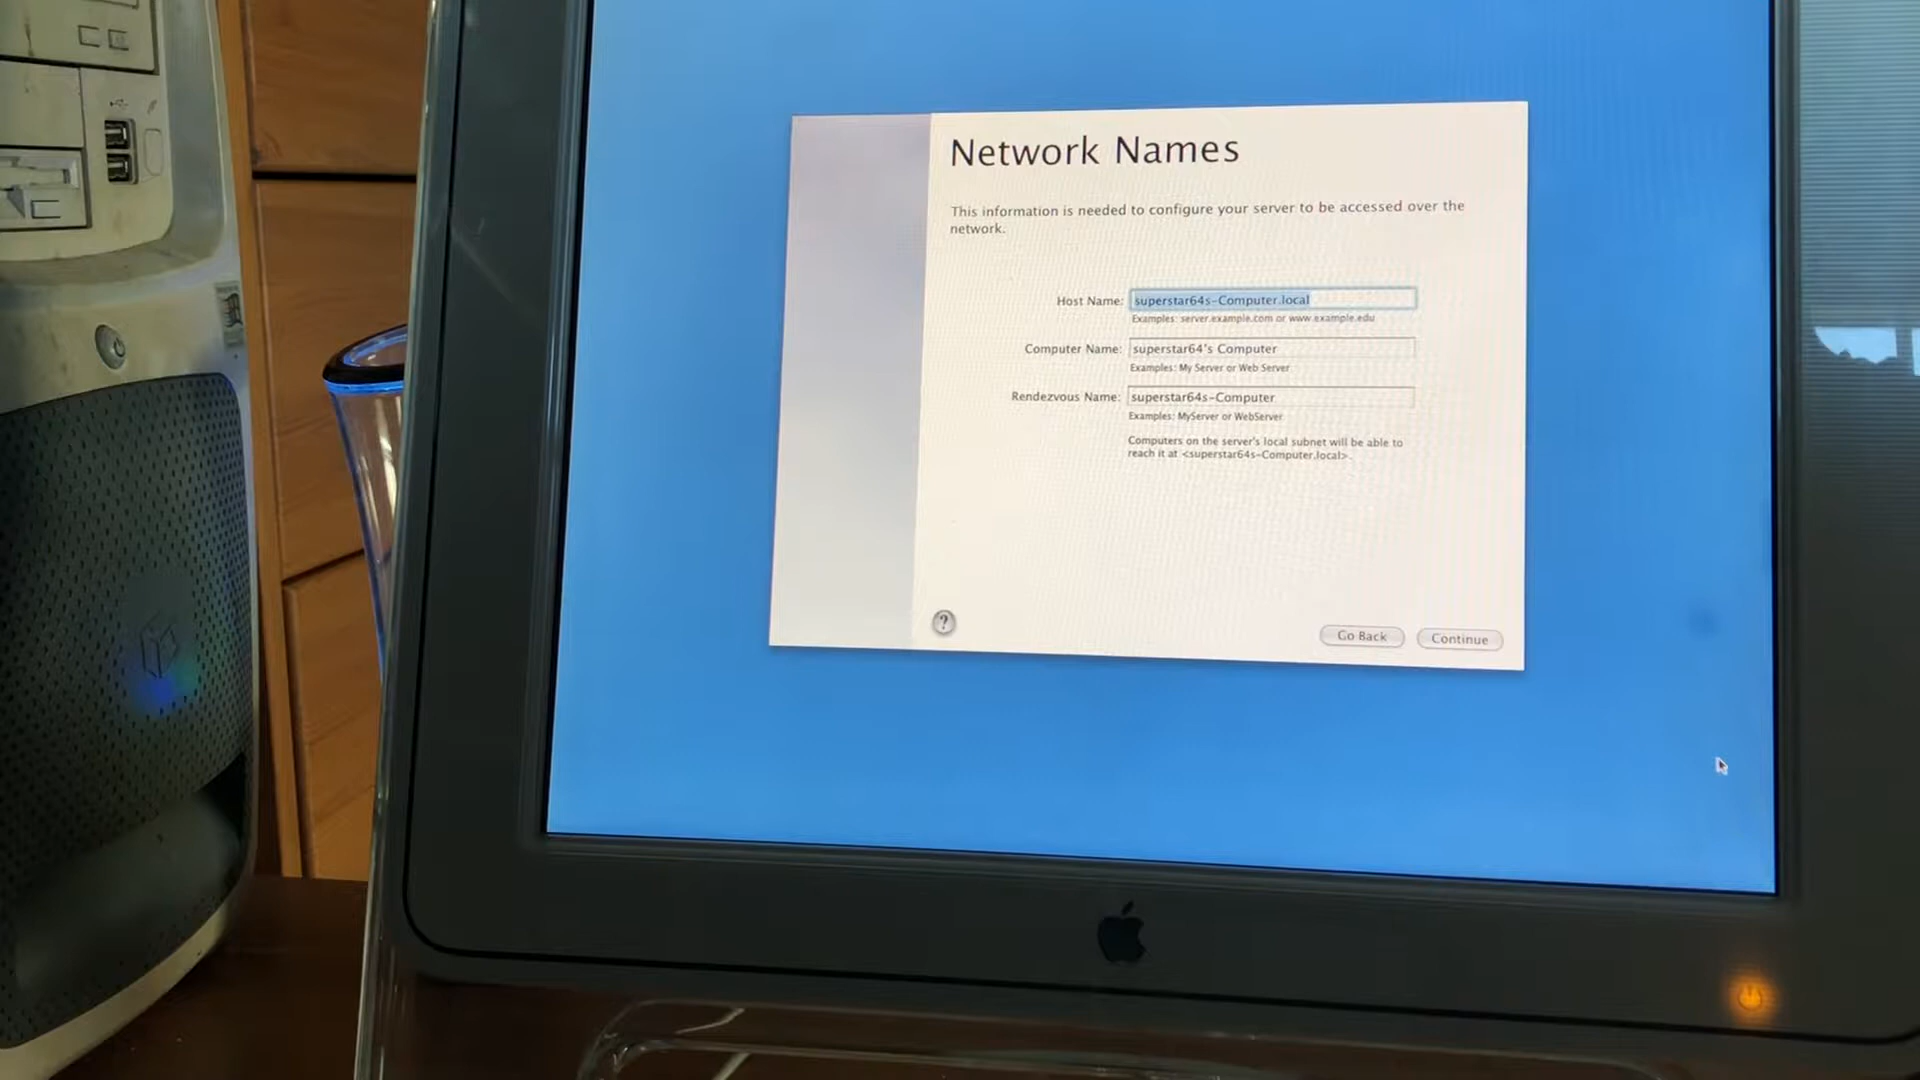 Network Names
This information is needed to configure your server to be accessed over the
network.
Host Name: superstar64s-Computer.local
Examples: server.example.com or www.example.edu
Computer Name: superstar64's Computer
Examples: My Server or Web Server
Rendezvous Name: superstar64s-Computer
Examples: MyServer or WebServer
Computers on the server's local subnet will be able to
reach it at <superstar64s-Computer.local>.
?
Go Back
Continue